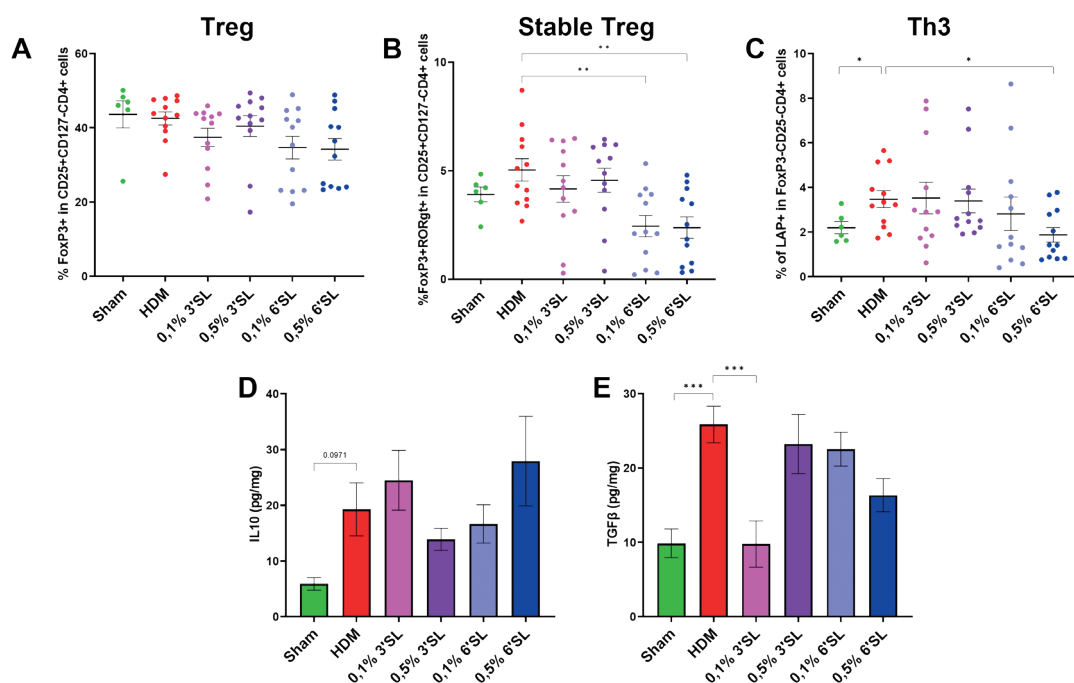 Treg
Stable Treg
Th3
A
B
C
% FoxP3+ in CD25+CD127-CD4+ cells
60
40
20
0
Sham
HDM
0,1% 3'SL
0,5% 3'SL
0,1% 6'SL
0,5% 6'SL
%FoxP3+RORgt+ in CD25+CD127-CD4+ cells
10
5
0
**
**
Sham
HDM
0,1% 3'SL
0,5% 3'SL
0,1% 6'SL
0,5% 6'SL
% of LAP+ in FoxP3-CD25-CD4+ cells
10
8
6
4
2
0
*
*
Sham
HDM
0,1% 3'SL
0,5% 3'SL
0,1% 6'SL
0,5% 6'SL
D
E
IL10 (pg/mg)
40
30
20
10
0
0.0971
Sham
HDM
0,1% 3'SL
0,5% 3'SL
0,1% 6'SL
0,5% 6'SL
TGFβ (pg/mg)
30
20
10
0
***
***
Sham
HDM
0,1% 3'SL
0,5% 3'SL
0,1% 6'SL
0,5% 6'SL